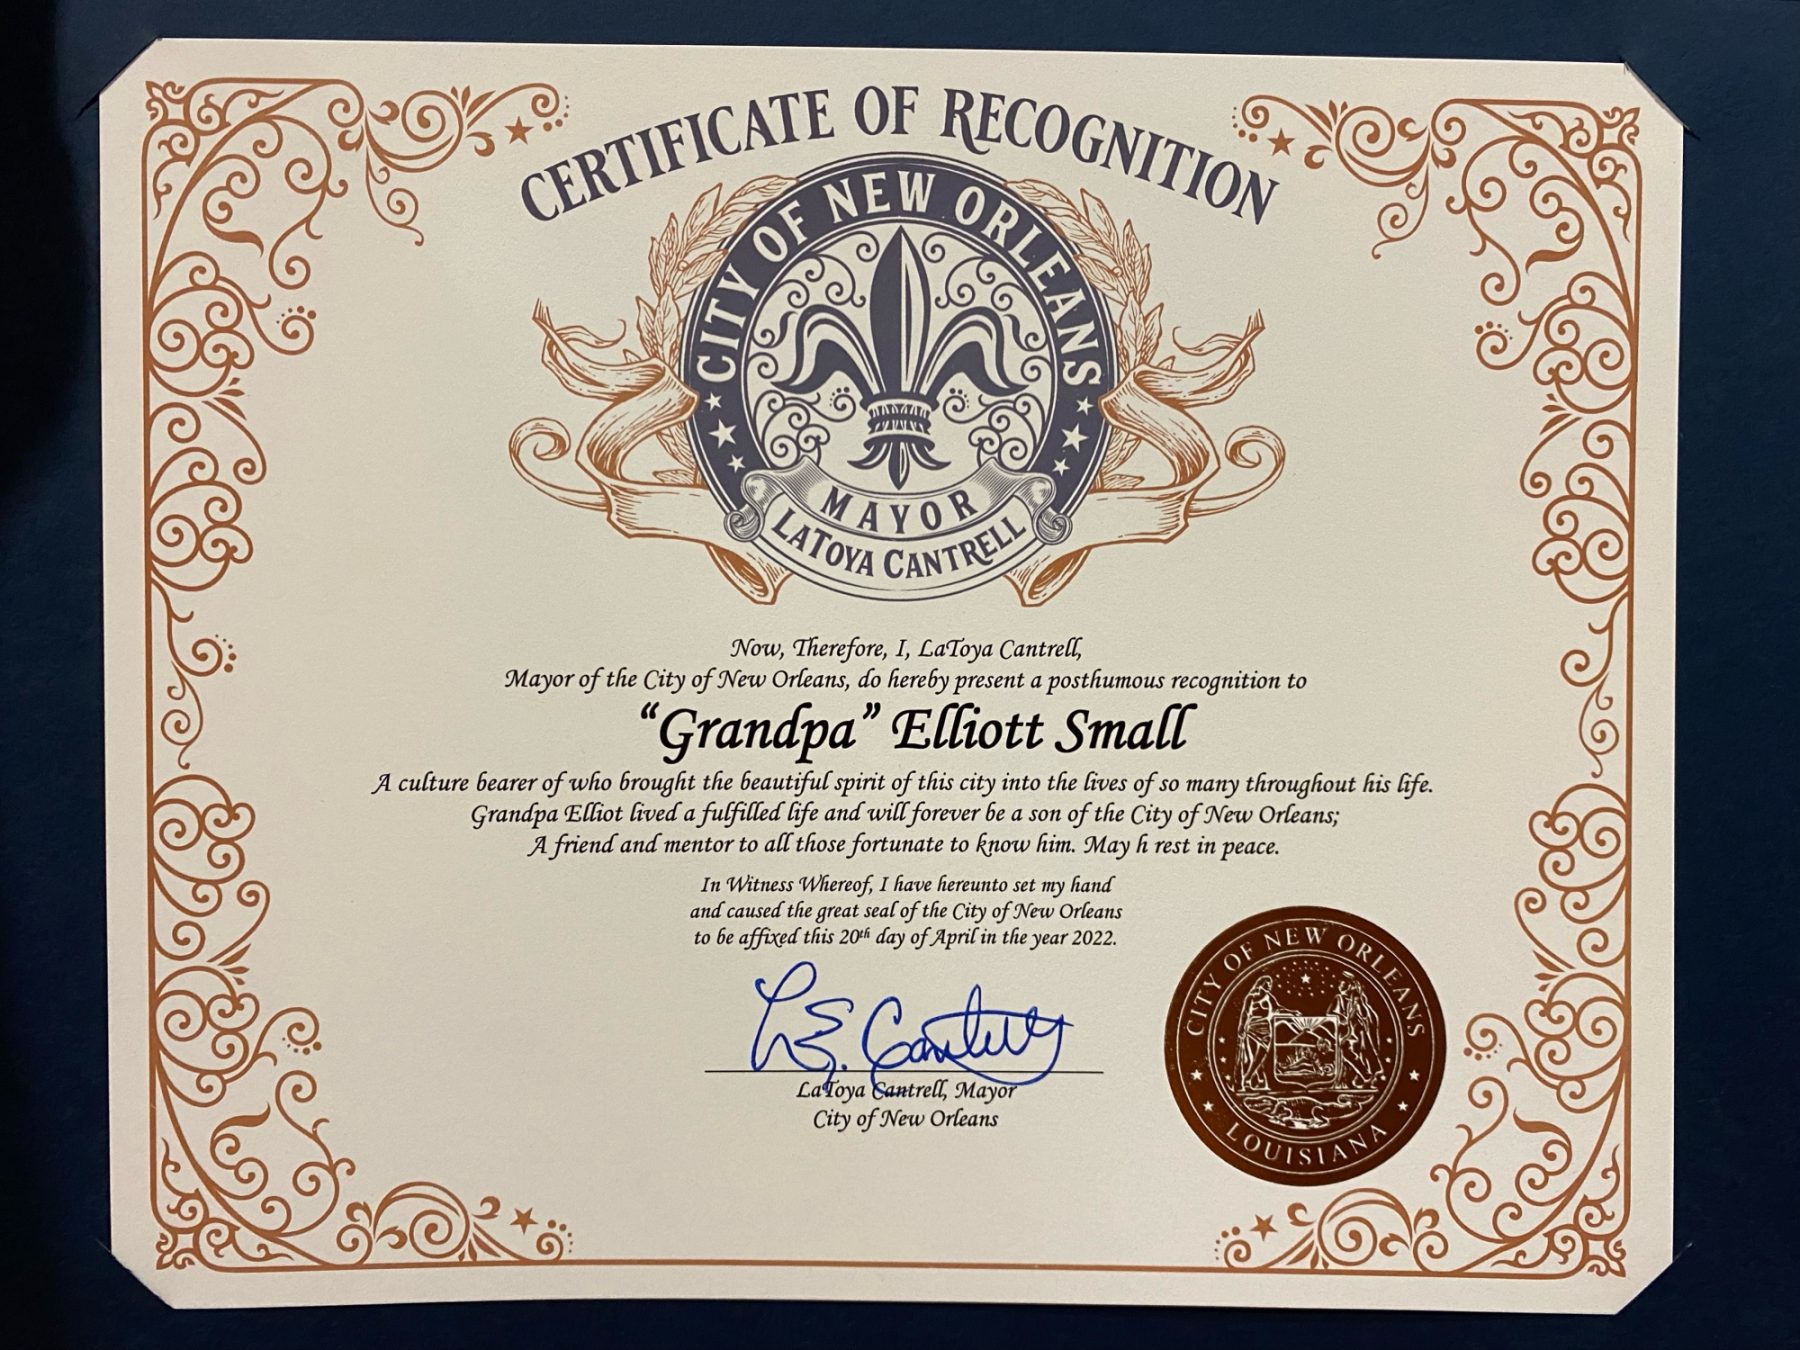 CERTIFICATE OF RECOGNITION
CITY OF NEW ORLEANS
MAYOR
LATOYA CANTRELL
Now, Therefore, I, LaToya Cantrell,
Mayor of the City of New Orleans, do hereby present a posthumous recognition to
“Grandpa” Elliott Small
A culture bearer of who brought the beautiful spirit of this city into the lives of so many throughout his life.
Grandpa Elliot lived a fulfilled life and will forever be a son of the City of New Orleans;
A friend and mentor to all those fortunate to know him. May h rest in peace.
In Witness Whereof, I have hereunto set my hand
and caused the great seal of the City of New Orleans
to be affixed this 20th day of April in the year 2022.
L. Cantrell
LaToya Cantrell, Mayor
City of New Orleans
CITY OF NEW ORLEANS
LOUISIANA